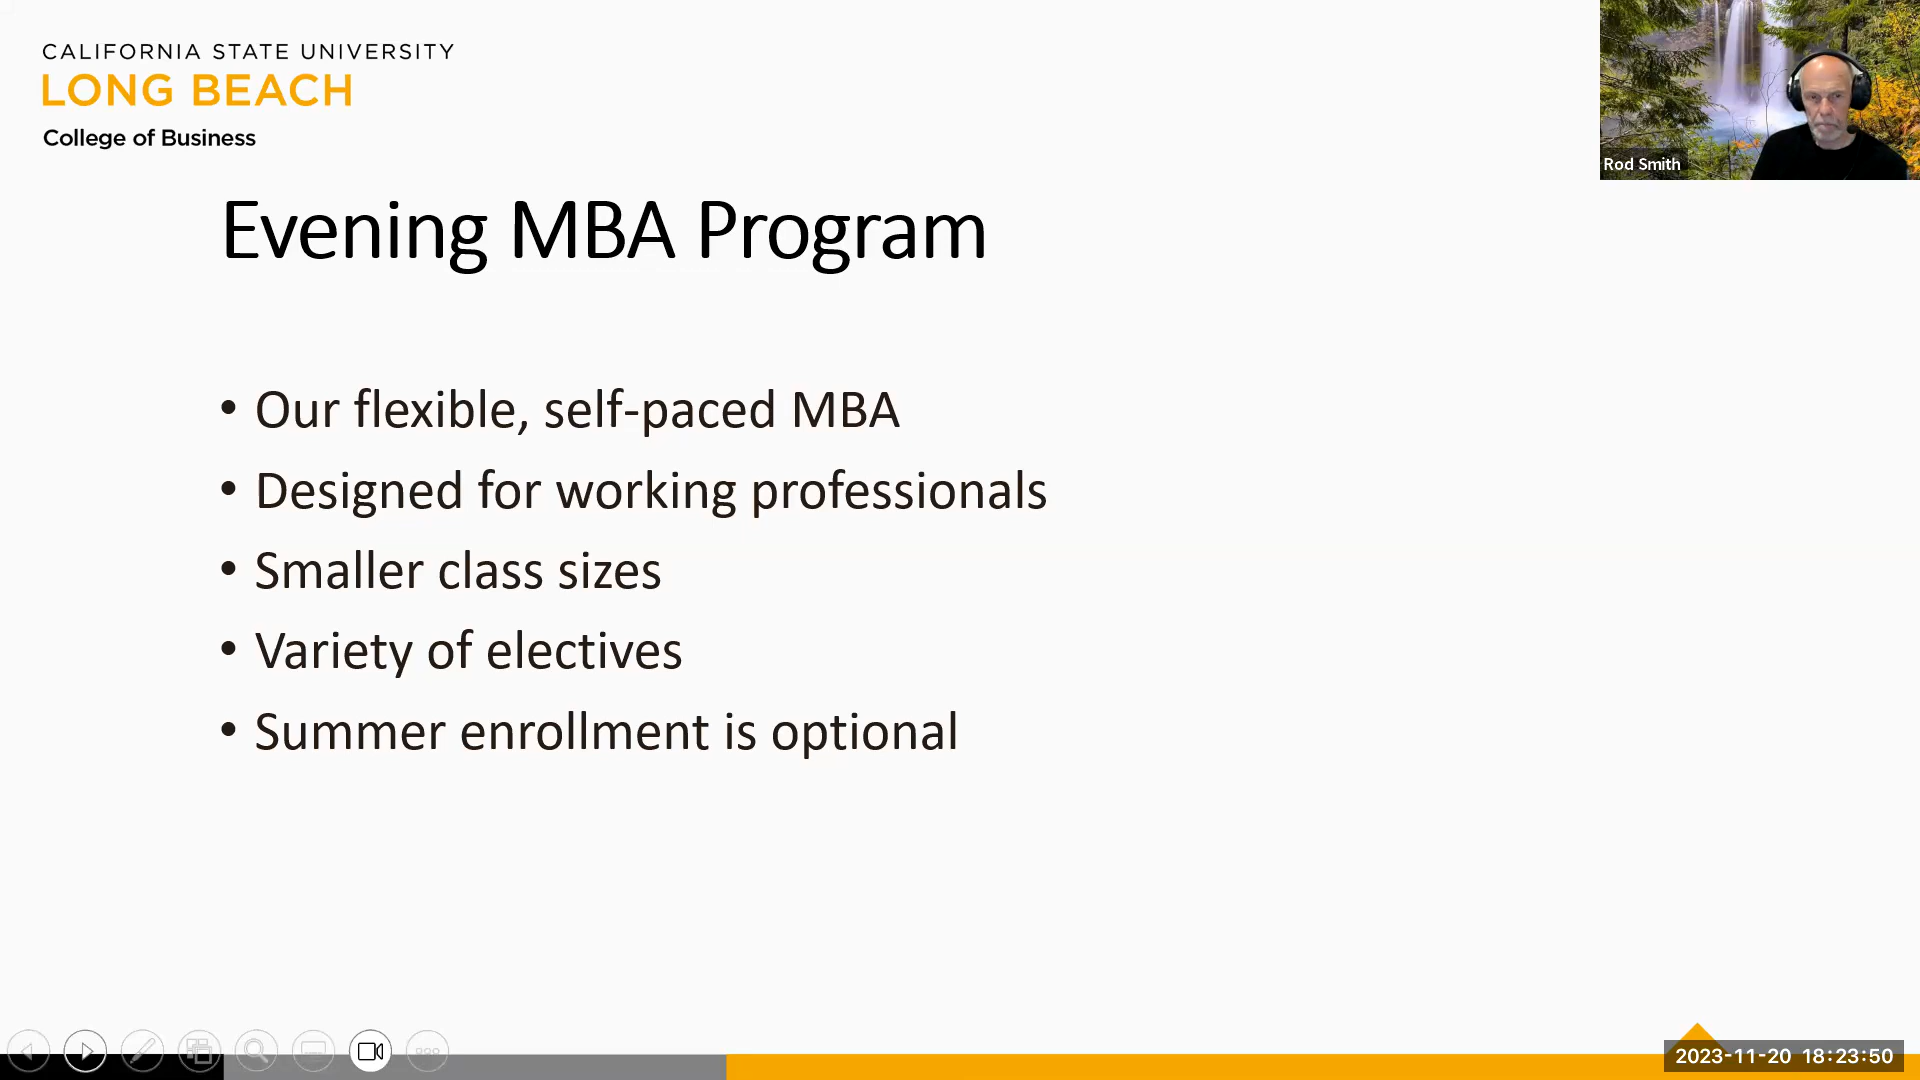 CALIFORNIA STATE UNIVERSITY
LONG BEACH
College of Business
Rod Smith
Evening MBA Program
• Our flexible, self-paced MBA
• Designed for working professionals
• Smaller class sizes
• Variety of electives
• Summer enrollment is optional
2023-11-20 18:23:50